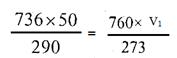 736×50 / 290 = 760× V₁ / 273